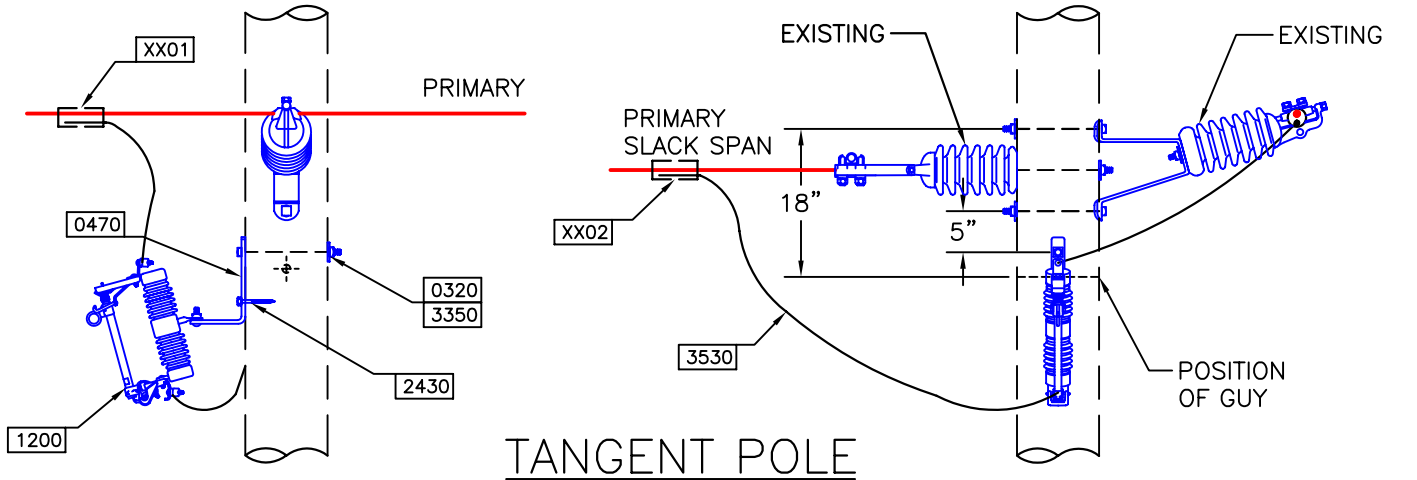 XX01
PRIMARY
0470
0320
3350
2430
1200
EXISTING
EXISTING
PRIMARY
SLACK SPAN
18”
5”
XX02
3530
POSITION
OF GUY
TANGENT POLE